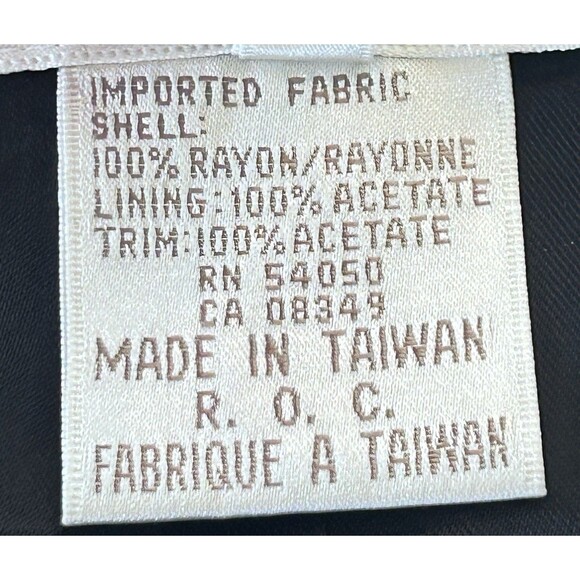 IMPORTED FABRIC
SHELL:
100% RAYON/RAYONNE
LINING:100% ACETATE
TRIM:100% ACETATE
RN 54050
CA 08349
MADE IN TAIWAN
R. O. C.
FABRIQUE A TAIWAN